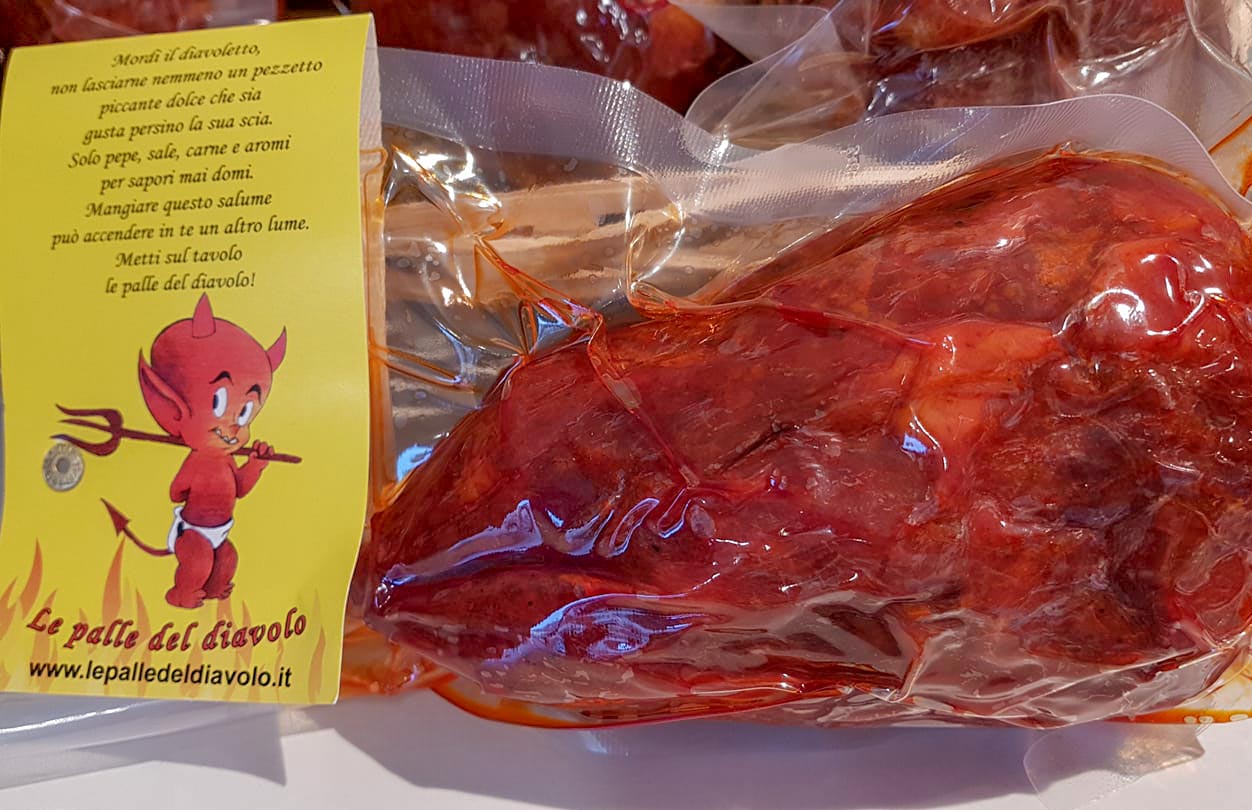 Mordi il diavoletto,
non lasciarne nemmeno un pezzetto
piccante dolce che sia
gusta persino la sua scia.
Solo pepe, sale, carne e aromi
per sapori mai domi.
Mangiare questo salume
può accendere in te un altro lume.
Metti sul tavolo
le palle del diavolo!
Le palle del diavolo
www.lepalledeldiavolo.it